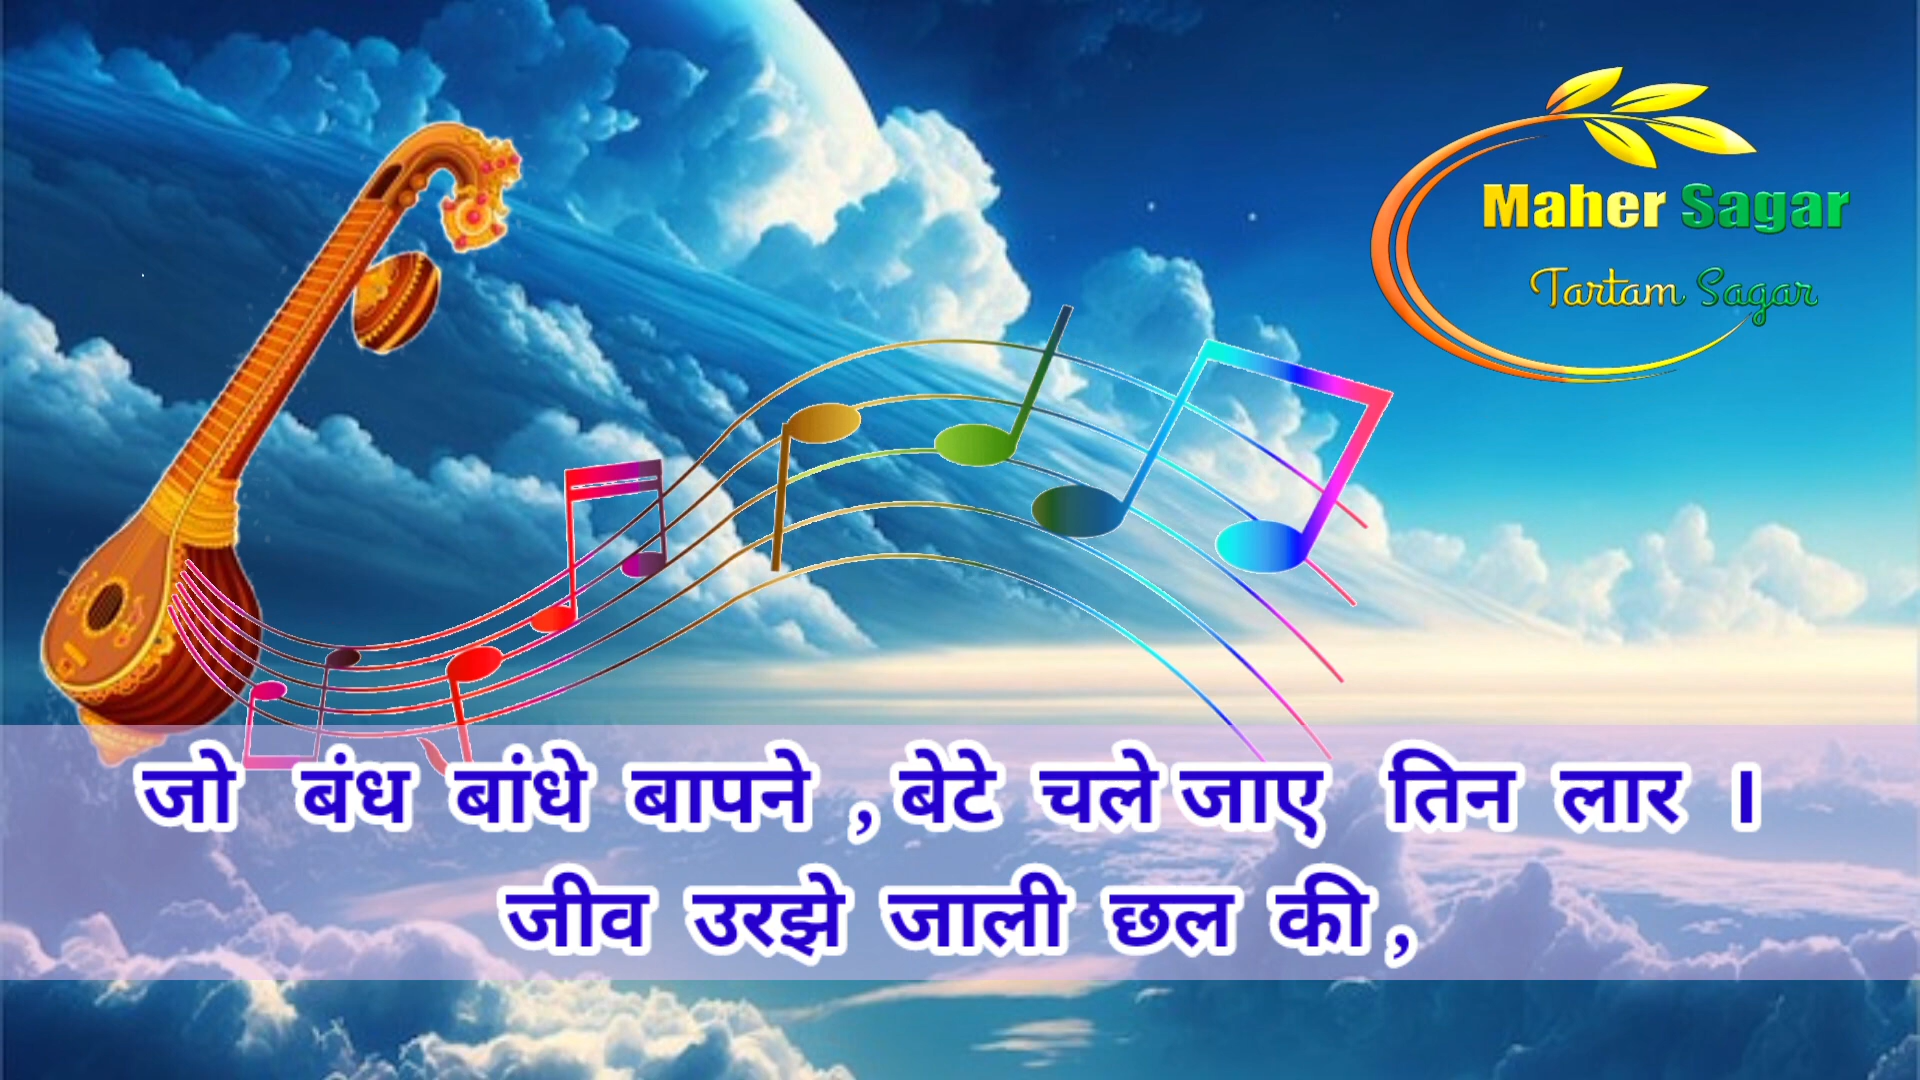 Maher Sagar
Tartam Sagar
जो बंध बांधे बापने , बेटे चले जाए तिन लार ।
जीव उरझे जाली छल की ,